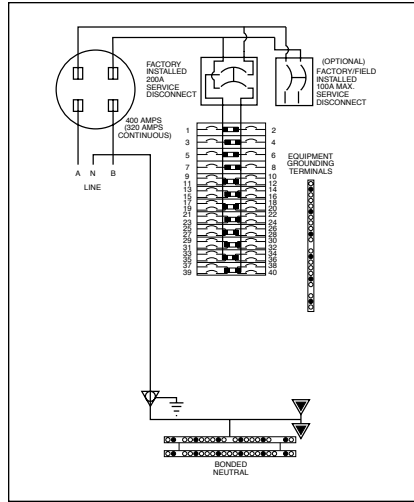 FACTORY
INSTALLED
200A
SERVICE
DISCONNECT
(OPTIONAL)
FACTORY/FIELD
INSTALLED
100A MAX.
SERVICE
DISCONNECT
400 AMPS
(320 AMPS
CONTINUOUS)
A N B
LINE
EQUIPMENT
GROUNDING
TERMINALS
1 2
3 4
5 6
7 8
9 10
11 12
13 14
15 16
17 18
19 20
21 22
23 24
25 26
27 28
29 30
31 32
33 34
35 36
37 38
39 40
BONDED
NEUTRAL